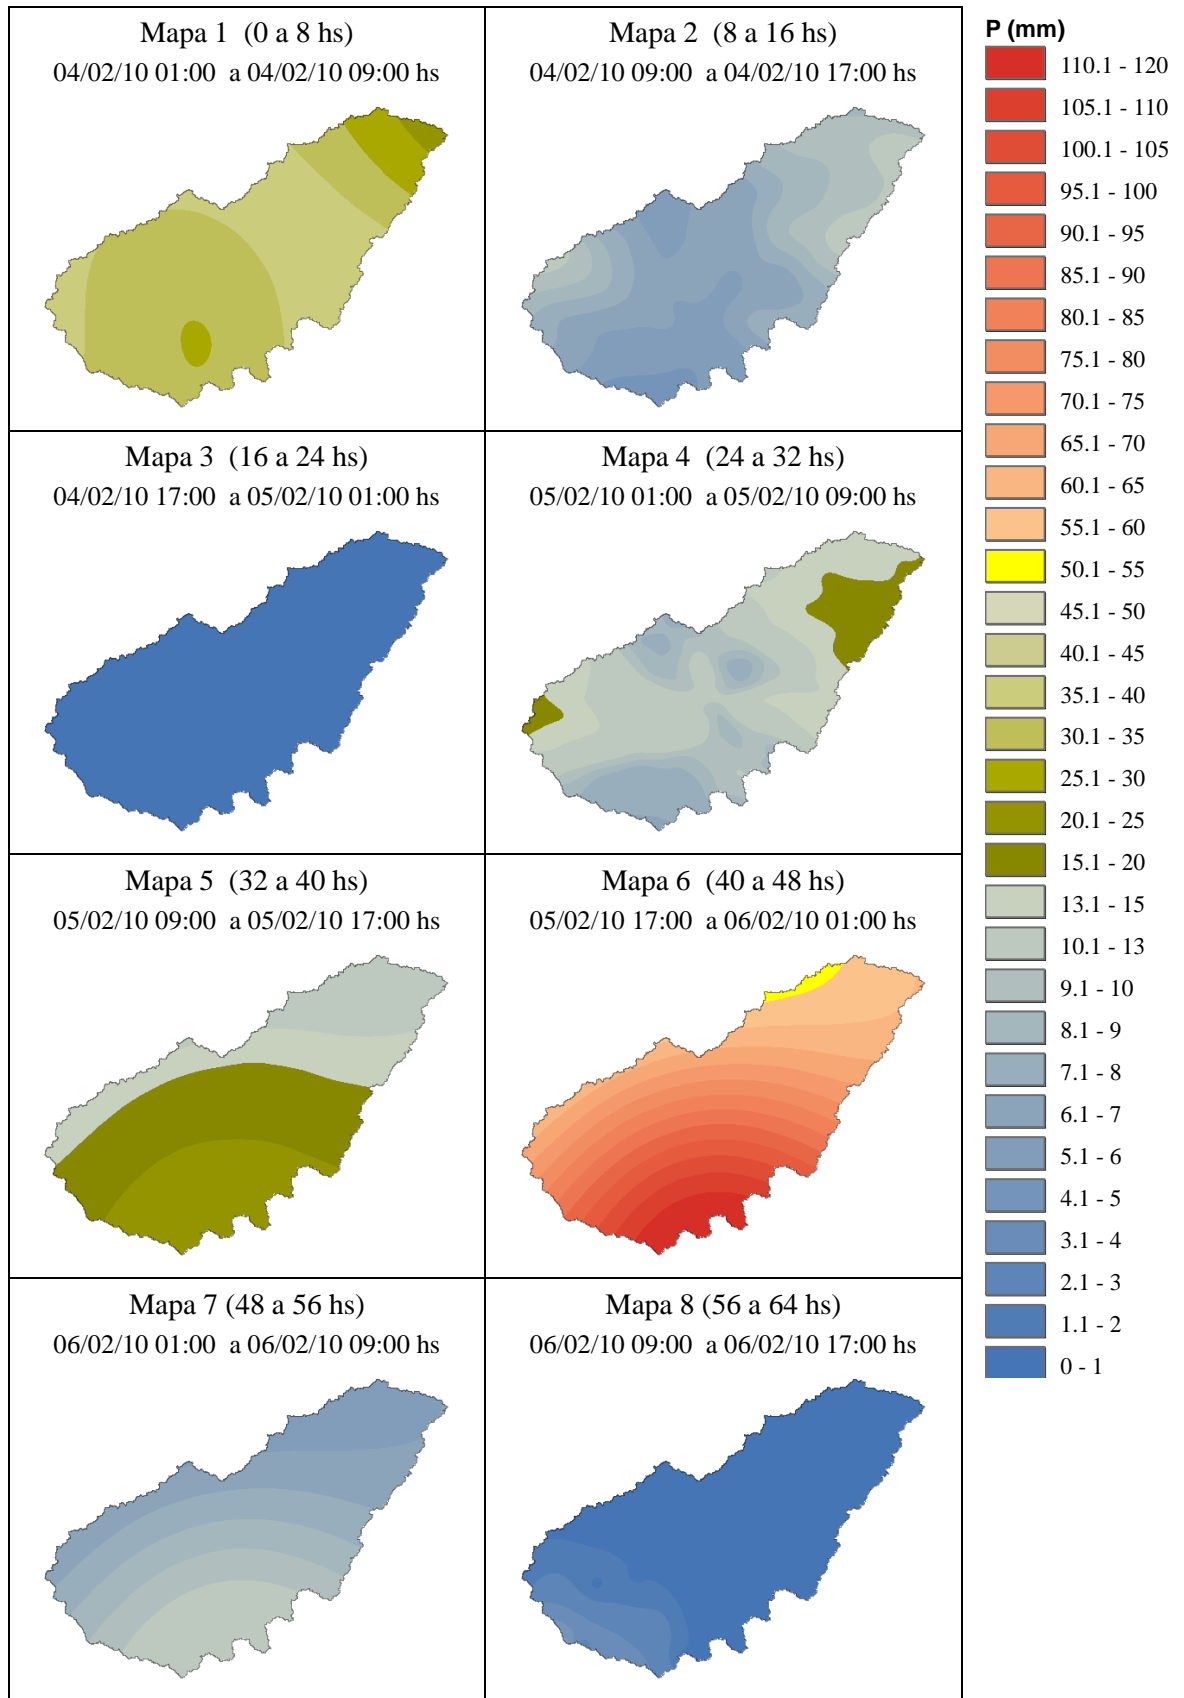 Mapa 1 (0 a 8 hs)
04/02/10 01:00 a 04/02/10 09:00 hs
Mapa 2 (8 a 16 hs)
04/02/10 09:00 a 04/02/10 17:00 hs
Mapa 3 (16 a 24 hs)
04/02/10 17:00 a 05/02/10 01:00 hs
Mapa 4 (24 a 32 hs)
05/02/10 01:00 a 05/02/10 09:00 hs
Mapa 5 (32 a 40 hs)
05/02/10 09:00 a 05/02/10 17:00 hs
Mapa 6 (40 a 48 hs)
05/02/10 17:00 a 06/02/10 01:00 hs
Mapa 7 (48 a 56 hs)
06/02/10 01:00 a 06/02/10 09:00 hs
Mapa 8 (56 a 64 hs)
06/02/10 09:00 a 06/02/10 17:00 hs
P (mm)
110.1 - 120
105.1 - 110
100.1 - 105
95.1 - 100
90.1 - 95
85.1 - 90
80.1 - 85
75.1 - 80
70.1 - 75
65.1 - 70
60.1 - 65
55.1 - 60
50.1 - 55
45.1 - 50
40.1 - 45
35.1 - 40
30.1 - 35
25.1 - 30
20.1 - 25
15.1 - 20
13.1 - 15
10.1 - 13
9.1 - 10
8.1 - 9
7.1 - 8
6.1 - 7
5.1 - 6
4.1 - 5
3.1 - 4
2.1 - 3
1.1 - 2
0 - 1